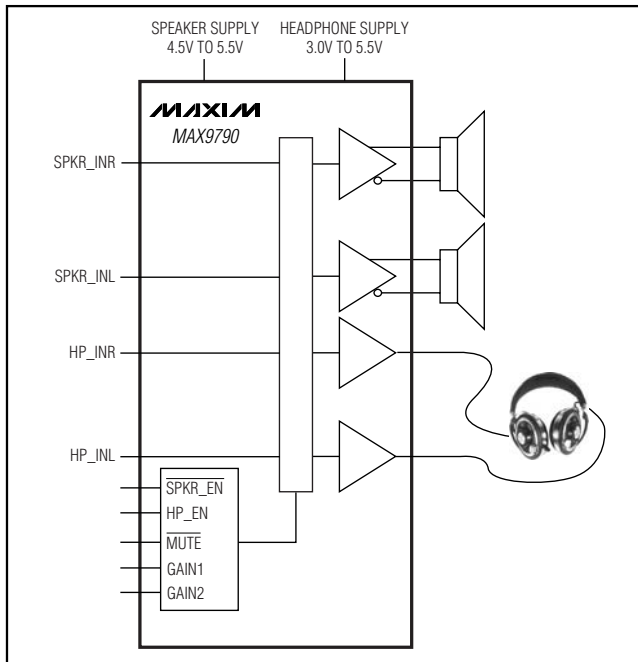 SPEAKER SUPPLY
4.5V TO 5.5V
HEADPHONE SUPPLY
3.0V TO 5.5V
MAXIM
MAX9790
SPKR_INR
SPKR_INL
HP_INR
HP_INL
SPKR_EN
HP_EN
MUTE
GAIN1
GAIN2